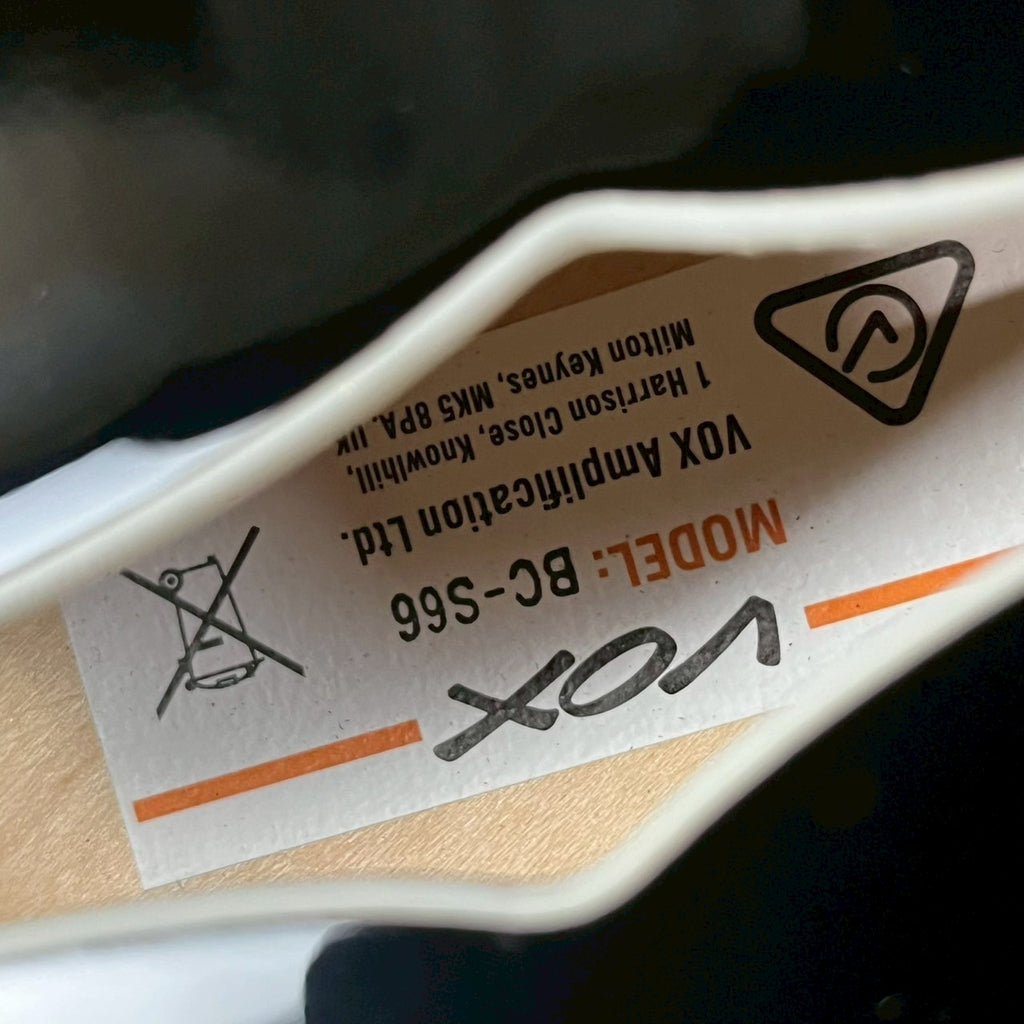 VOX
MODEL: BC-S66
VOX Amplification Ltd.
1 Harrison Close, Knowlhill,
Milton Keynes, MK5 8PA, UK